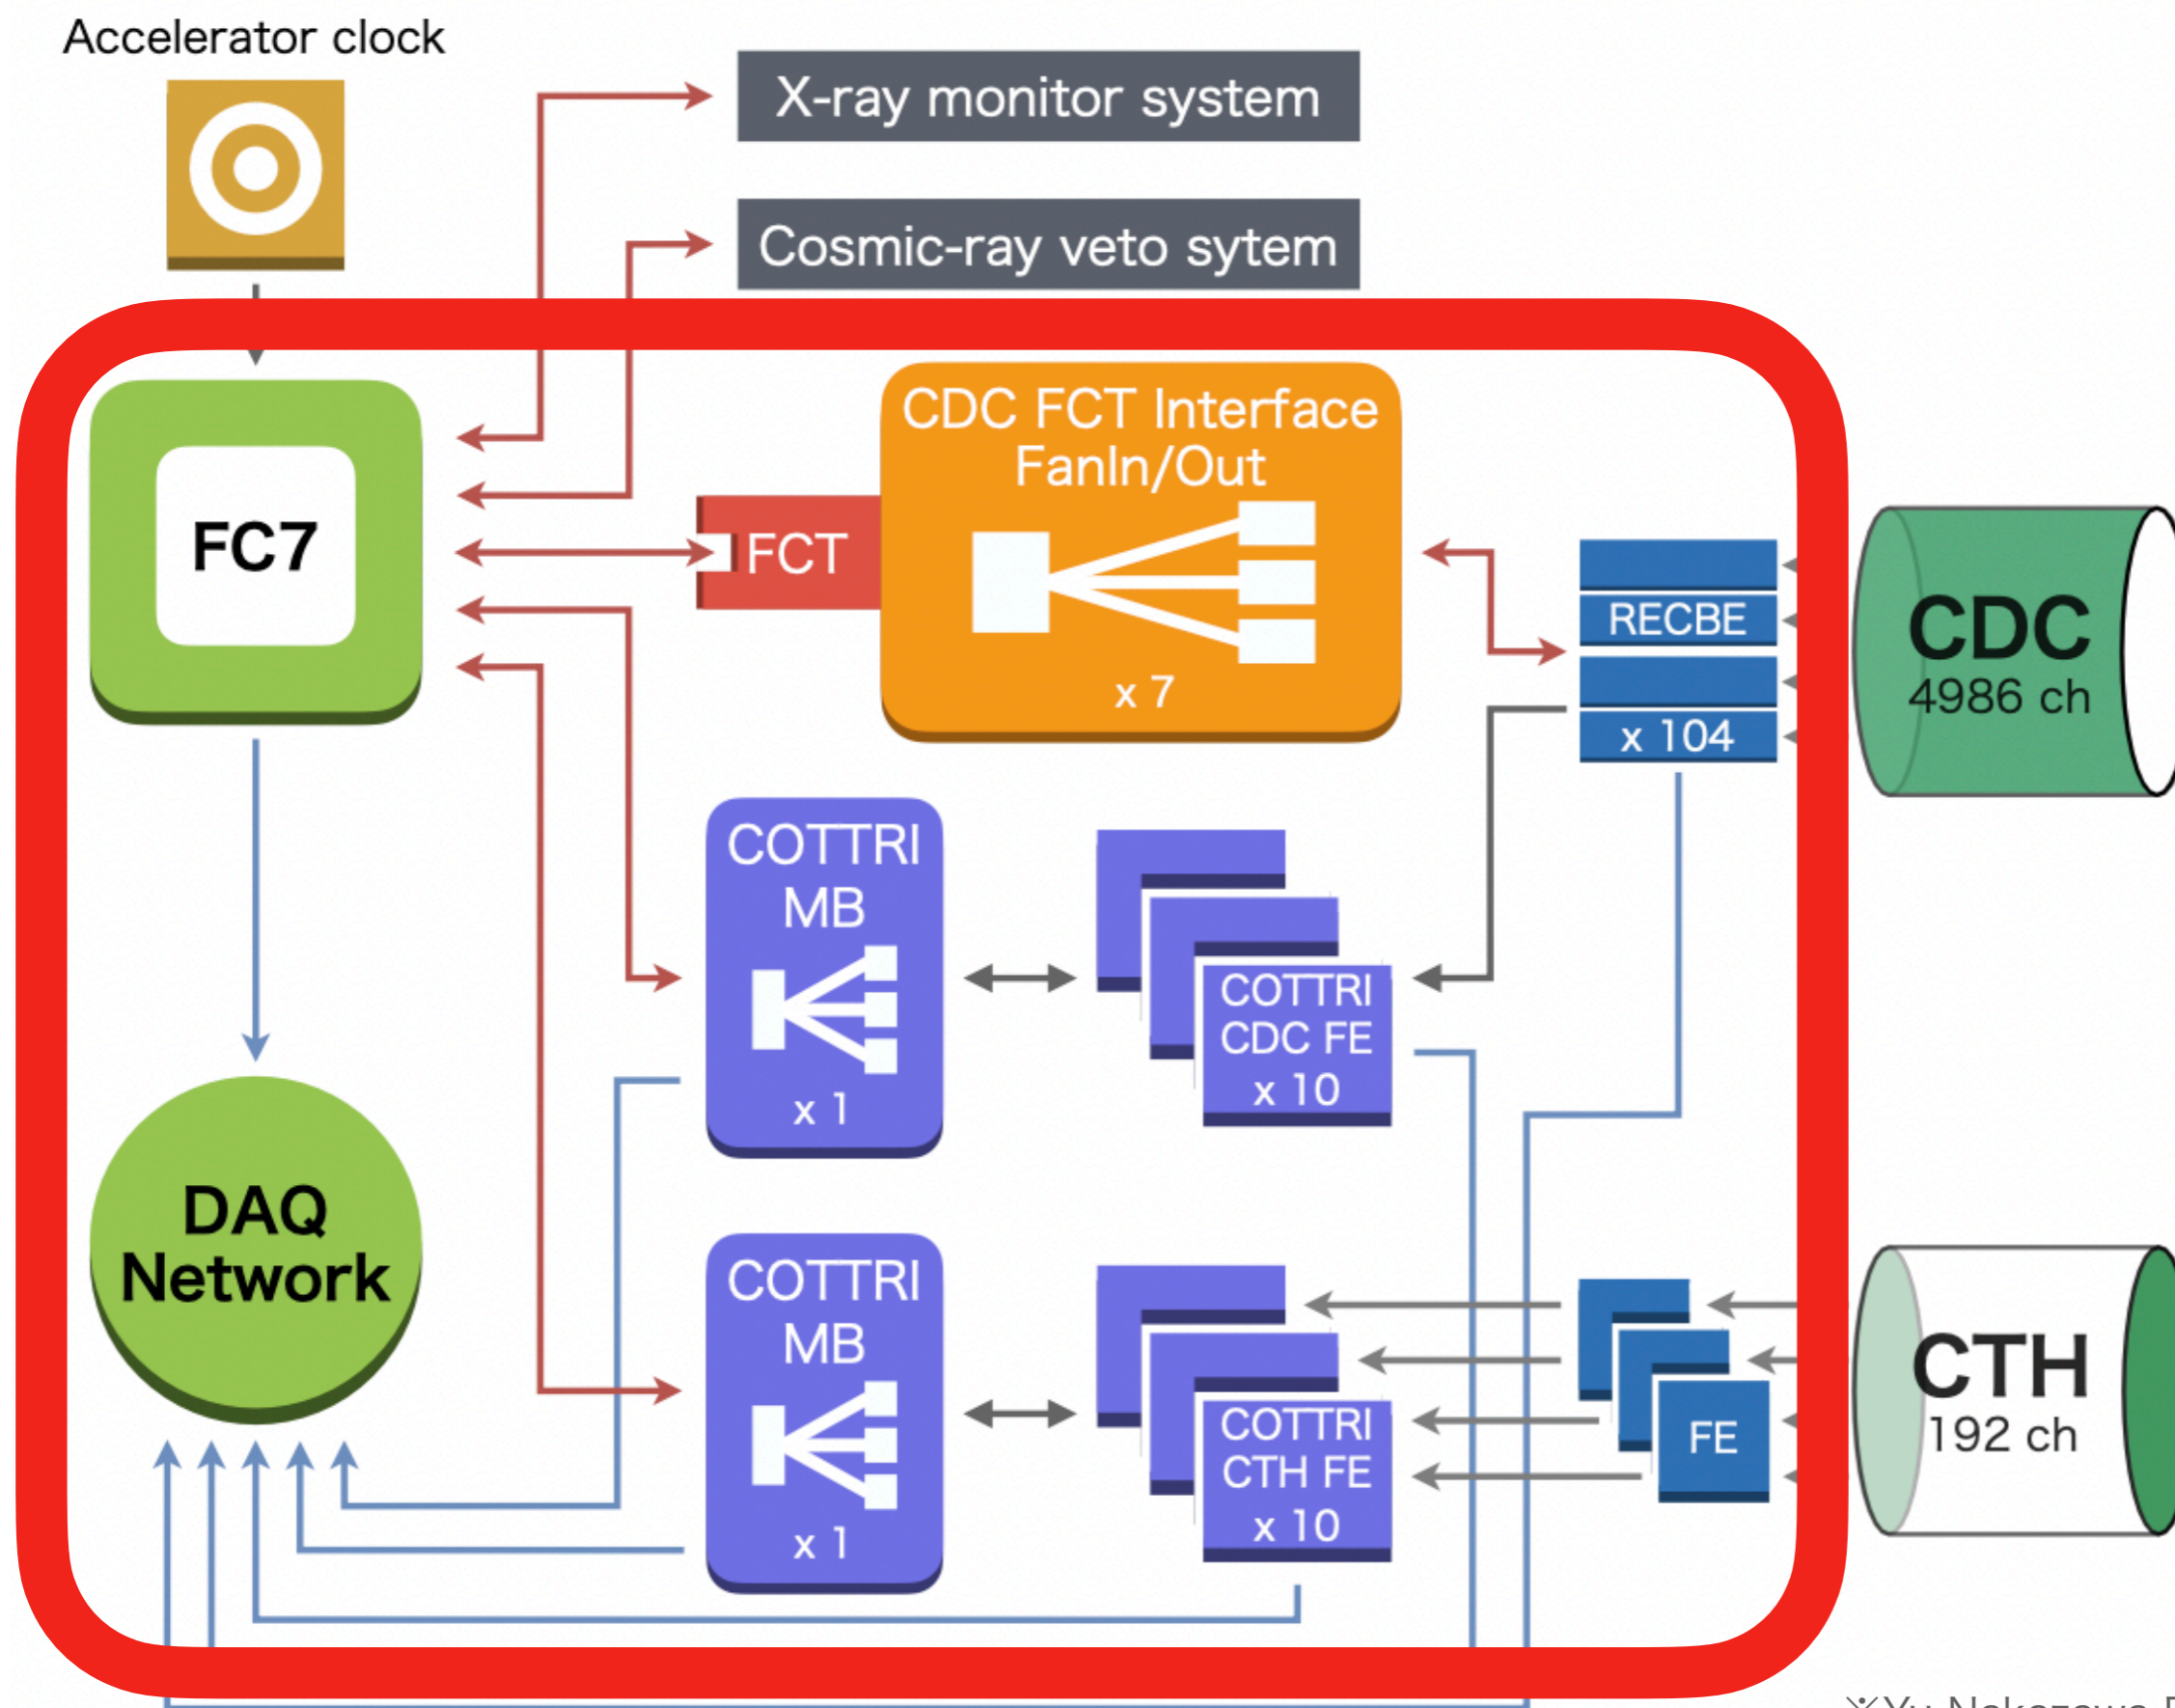 Accelerator clock
X-ray monitor system
Cosmic-ray veto sytem
CDC FCT Interface
FanIn/Out
x 7
FC7
FCT
RECBE
x 104
CDC
4986 ch
COTTRI
MB
x 1
COTTRI
CDC FE
x 10
DAQ
Network
COTTRI
MB
x 1
COTTRI
CTH FE
x 10
FE
CTH
192 ch